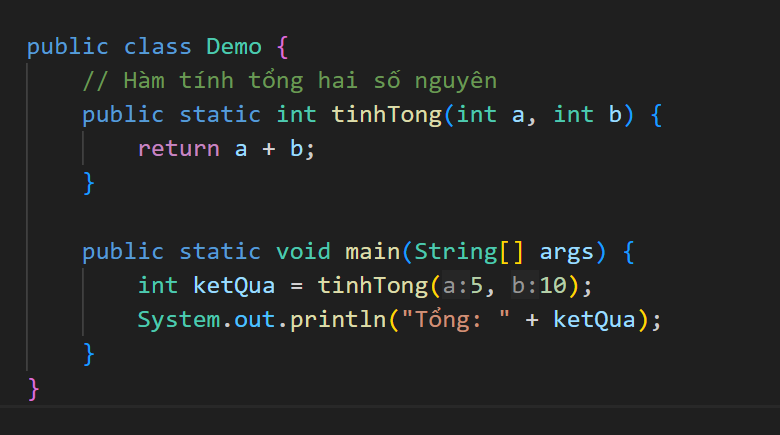 public class Demo {
// Hàm tính tổng hai số nguyên
public static int tinhTong(int a, int b) {
return a + b;
}
public static void main(String[] args) {
int ketQua = tinhTong(a:5, b:10);
System.out.println("Tổng: " + ketQua);
}
}